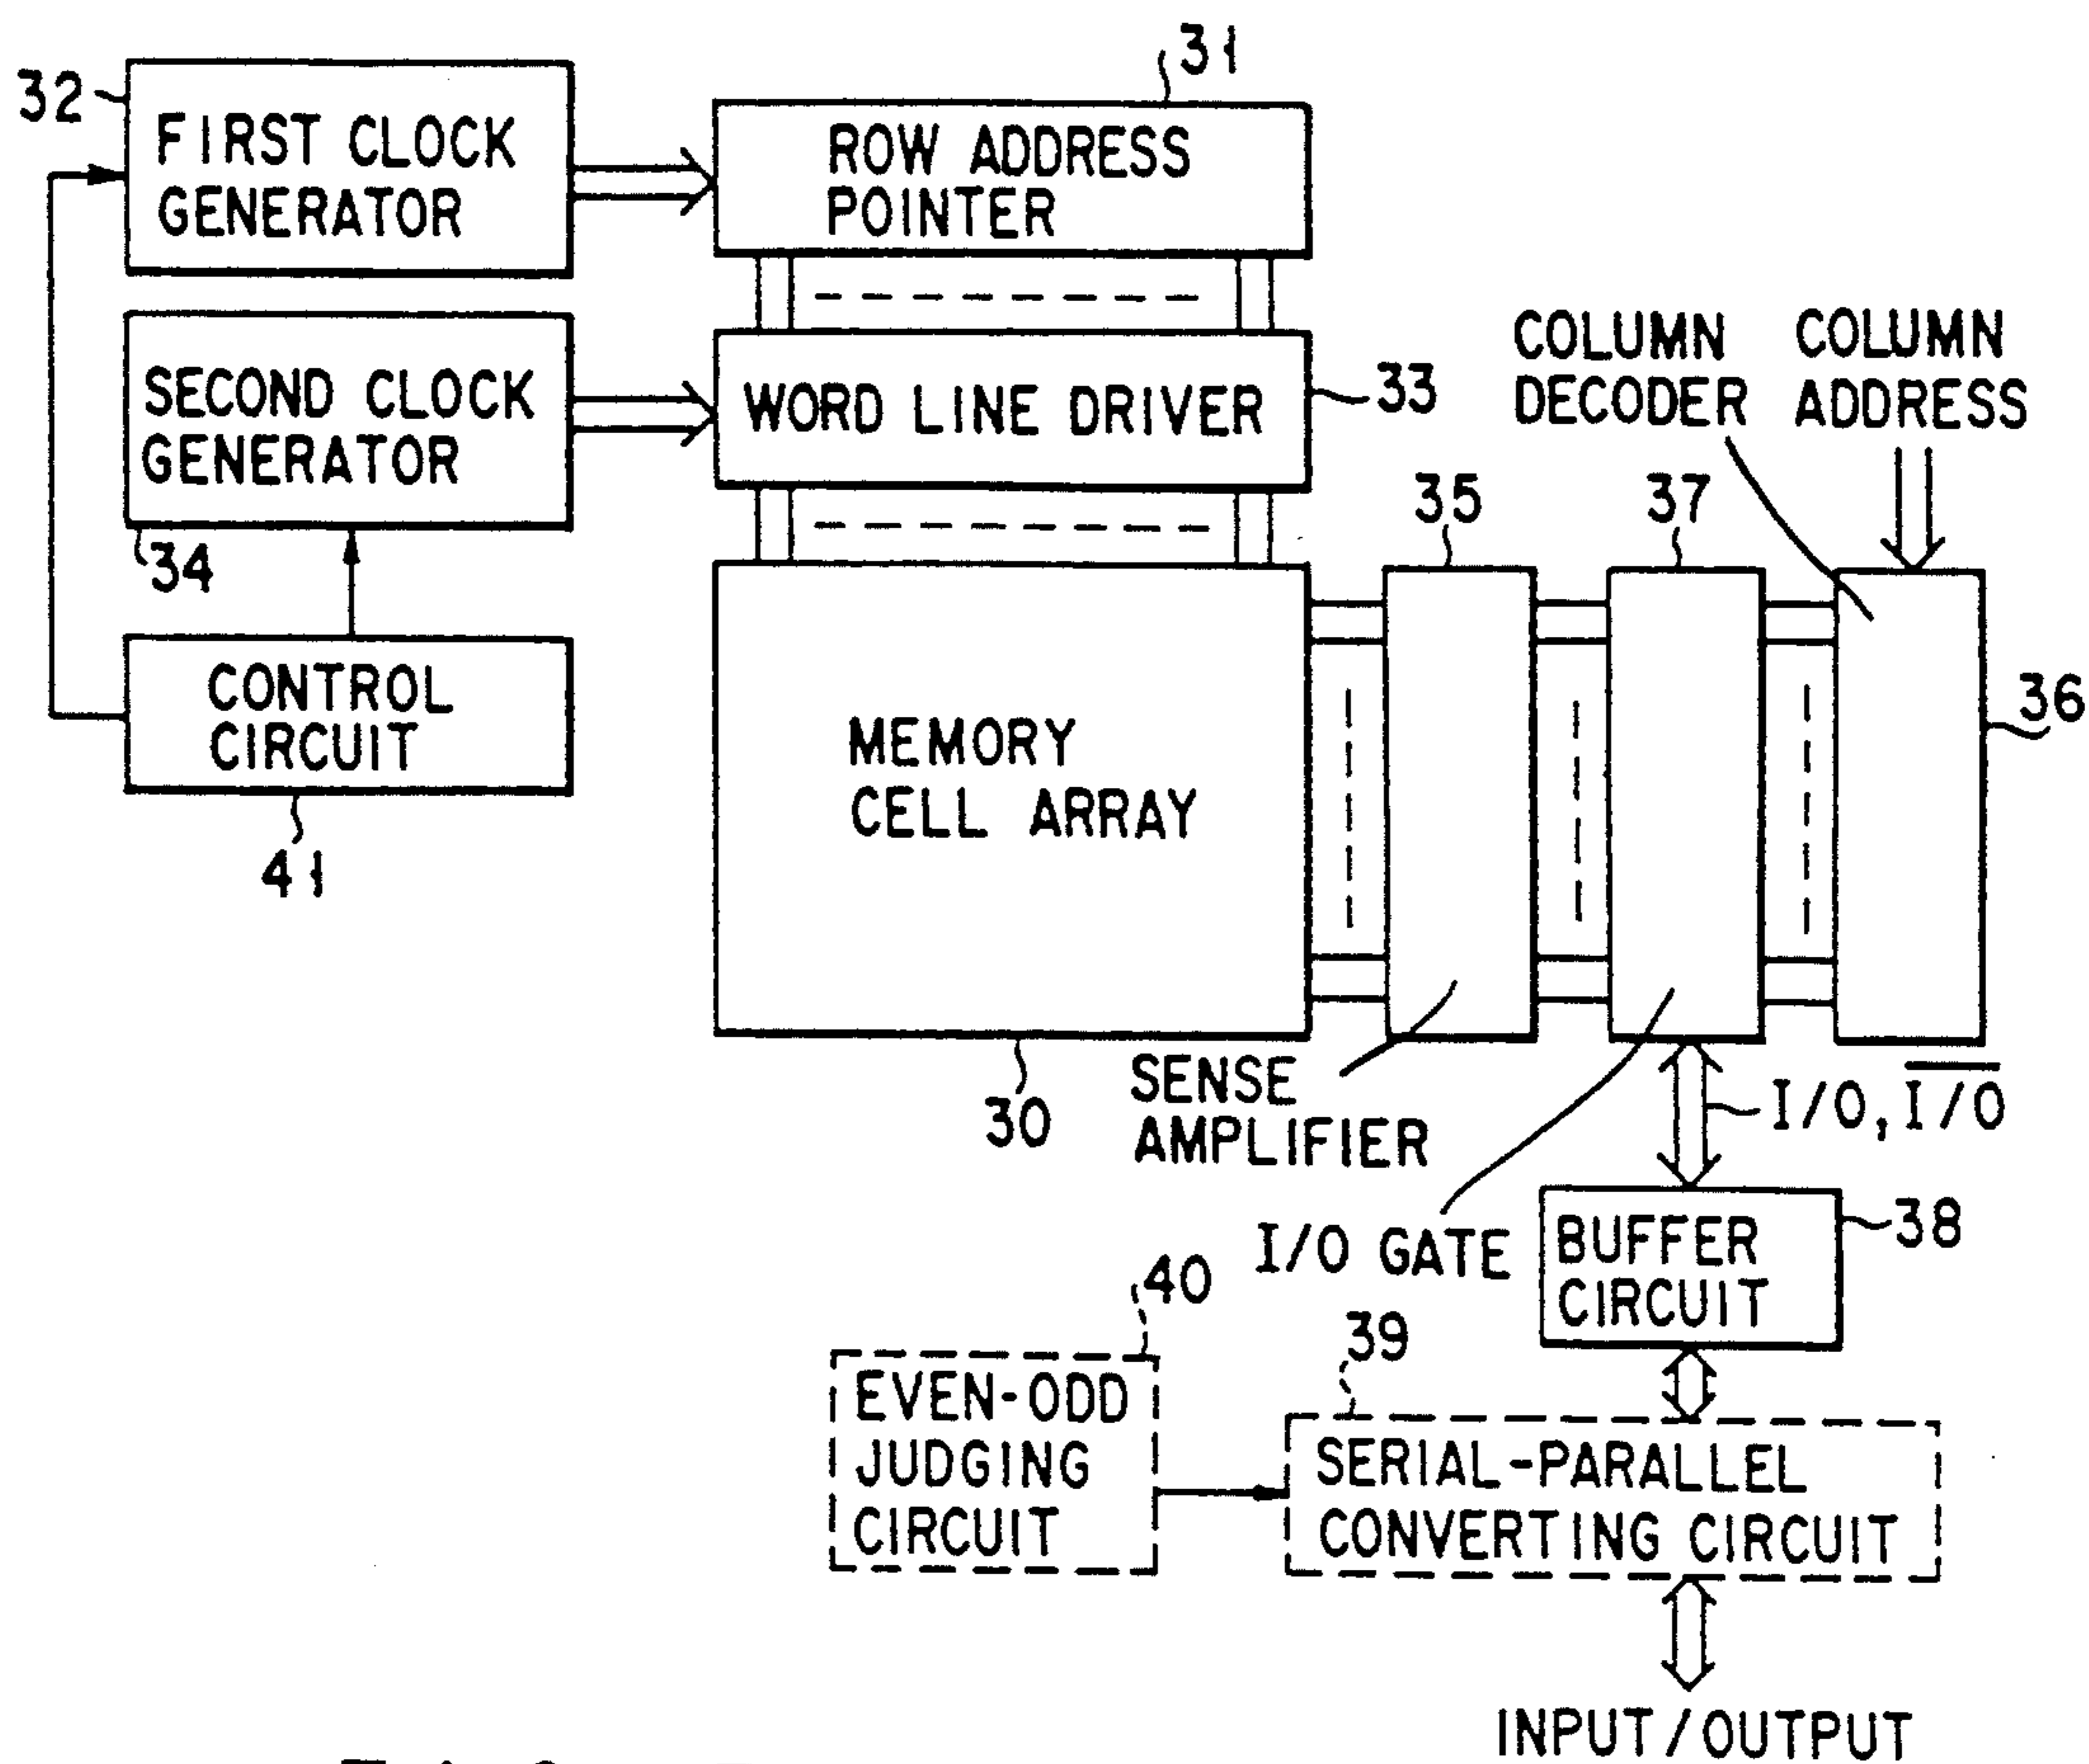 31
32
FIRST CLOCK
GENERATOR
ROW ADDRESS
POINTER
SECOND CLOCK
GENERATOR
34
WORD LINE DRIVER
33
COLUMN
DECODER
COLUMN
ADDRESS
35
37
CONTROL
CIRCUIT
41
MEMORY
CELL ARRAY
36
30
SENSE
AMPLIFIER
I/O, I̅/̅O̅
I/O GATE
BUFFER
CIRCUIT
38
40
EVEN-ODD
JUDGING
CIRCUIT
39
SERIAL-PARALLEL
CONVERTING CIRCUIT
INPUT/OUTPUT